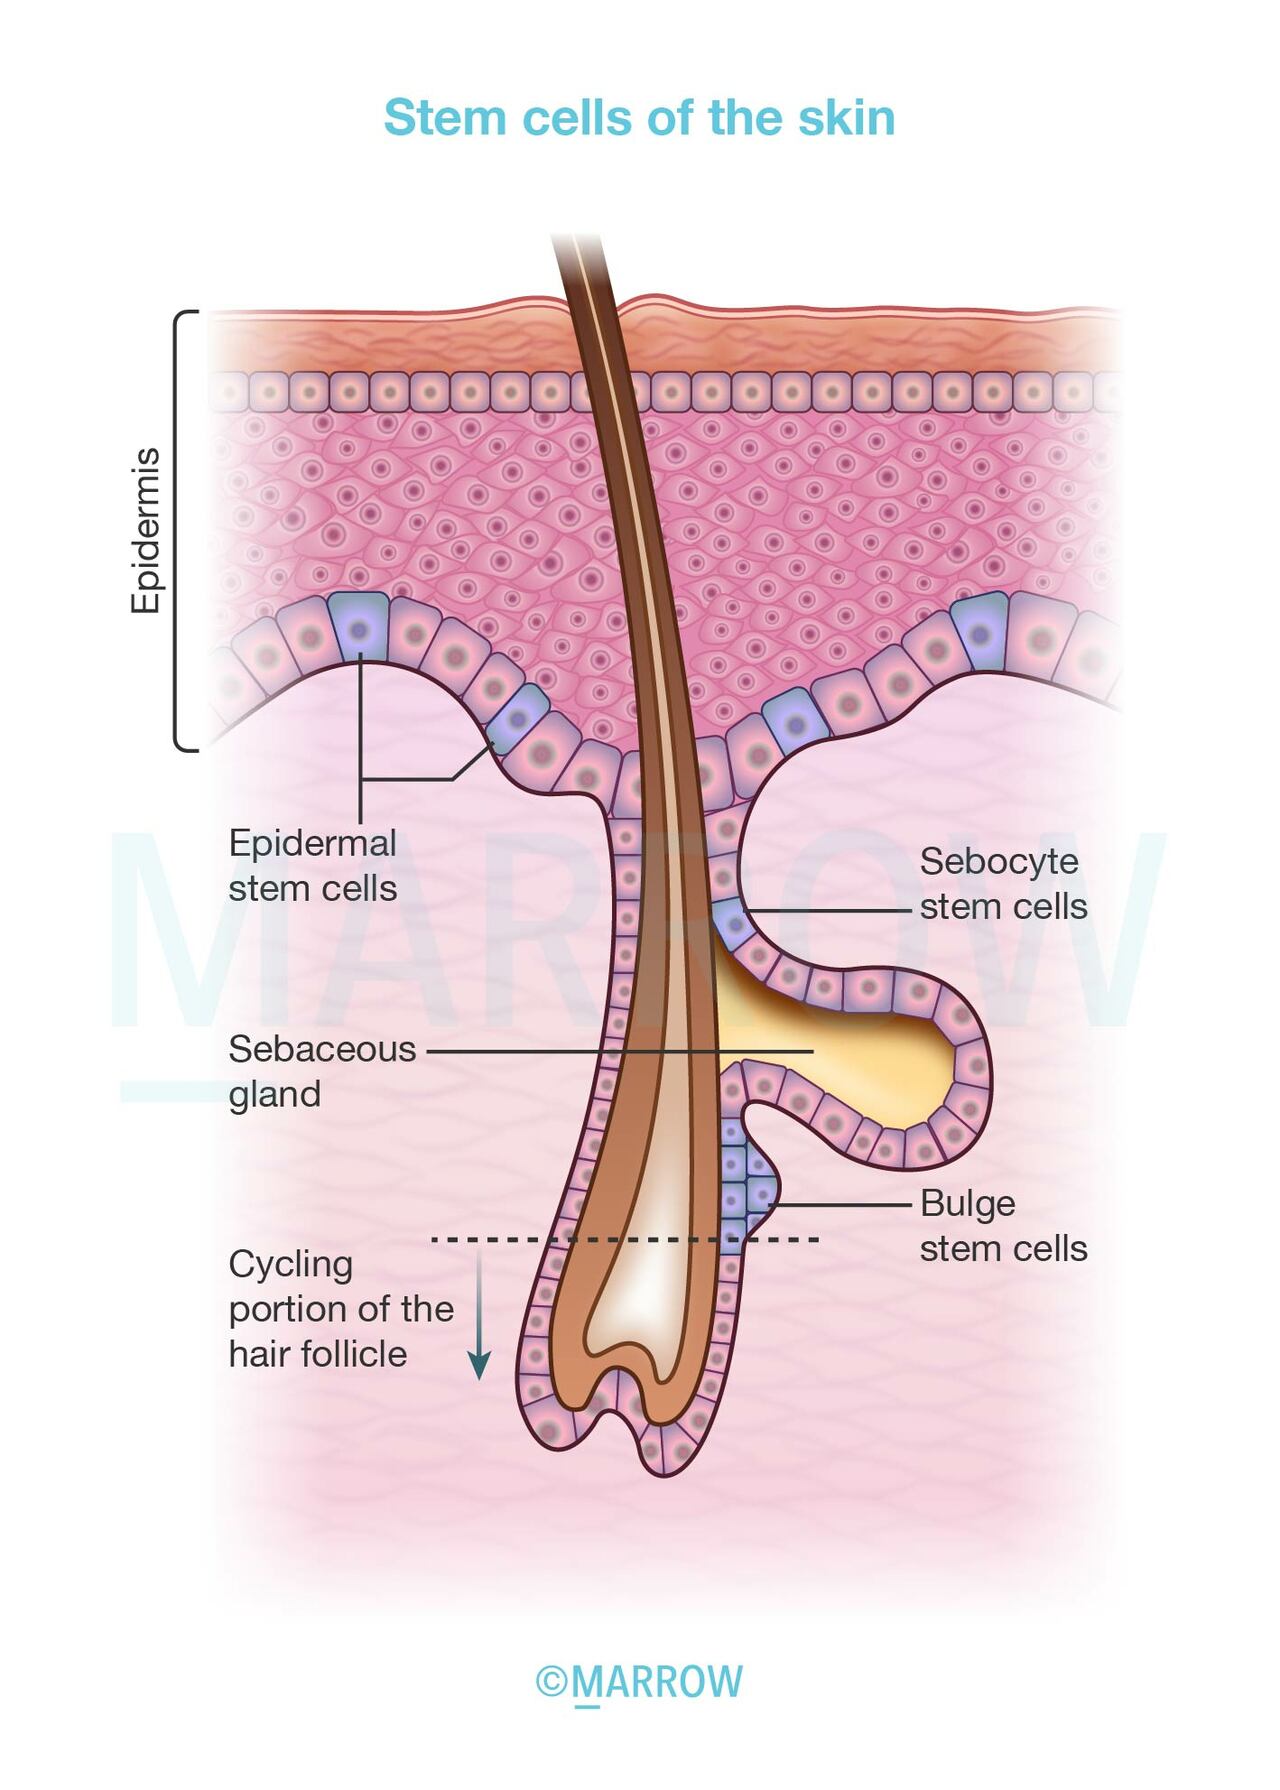 Stem cells of the skin
Epidermis
Epidermal
stem cells
Sebocyte
stem cells
Sebaceous
gland
Bulge
stem cells
Cycling
portion of the
hair follicle
MARROW
©MARROW